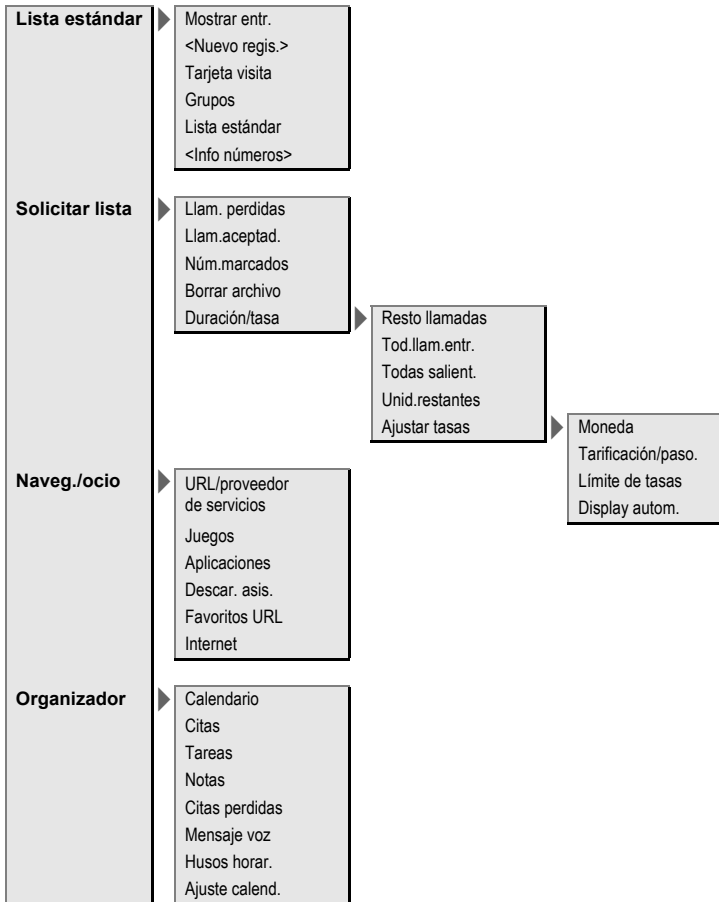 Lista estándar
Mostrar entr.
<Nuevo regis.>
Tarjeta visita
Grupos
Lista estándar
<Info números>
Solicitar lista
Llam. perdidas
Llam.aceptad.
Núm.marcados
Borrar archivo
Duración/tasa
Resto llamadas
Tod.llam.entr.
Todas salient.
Unid.restantes
Ajustar tasas
Moneda
Tarificación/paso.
Límite de tasas
Display autom.
Naveg./ocio
URL/proveedor
de servicios
Juegos
Aplicaciones
Descar. asis.
Favoritos URL
Internet
Organizador
Calendario
Citas
Tareas
Notas
Citas perdidas
Mensaje voz
Husos horar.
Ajuste calend.